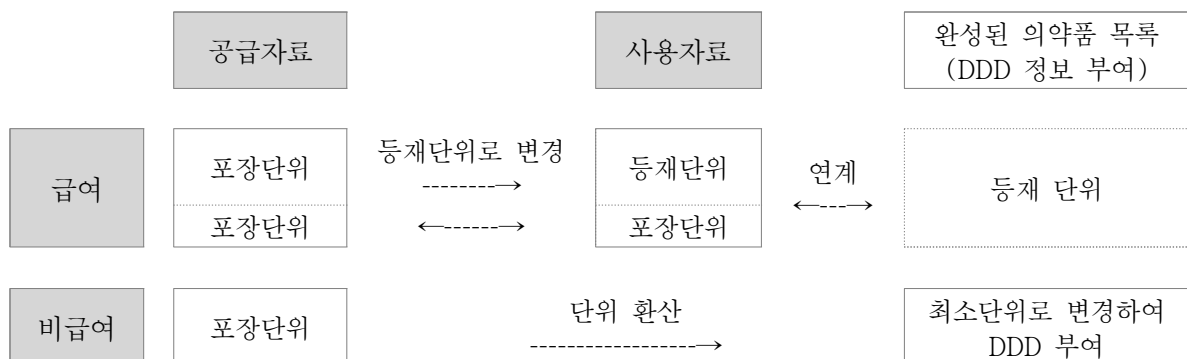 공급자료
사용자료
완성된 의약품 목록
(DDD 정보 부여)
급여
포장단위
등재단위로 변경
등재단위
연계
등재 단위
포장단위
포장단위
비급여
포장단위
단위 환산
최소단위로 변경하여
DDD 부여